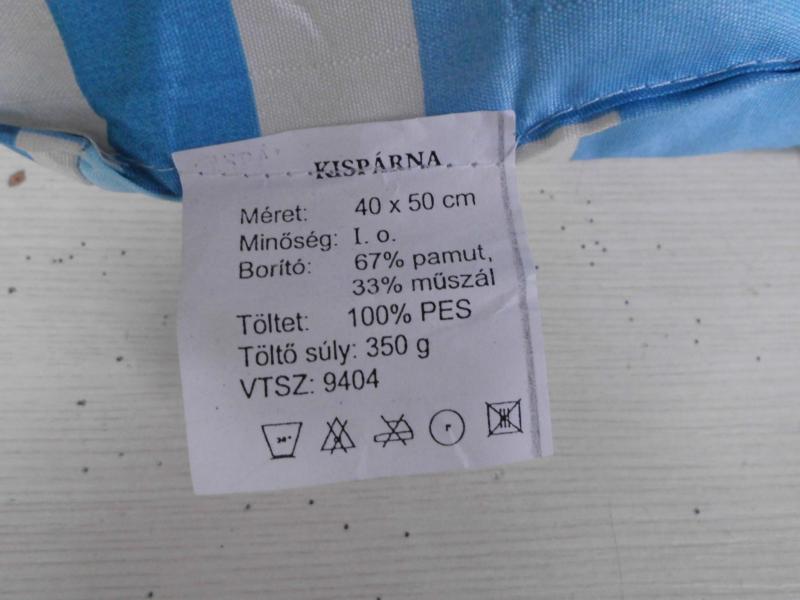 KISPÁRNA
Méret: 40 x 50 cm
Minőség: I. o.
Borító: 67% pamut,
33% műszál
Töltet: 100% PES
Töltő súly: 350 g
VTSZ: 9404